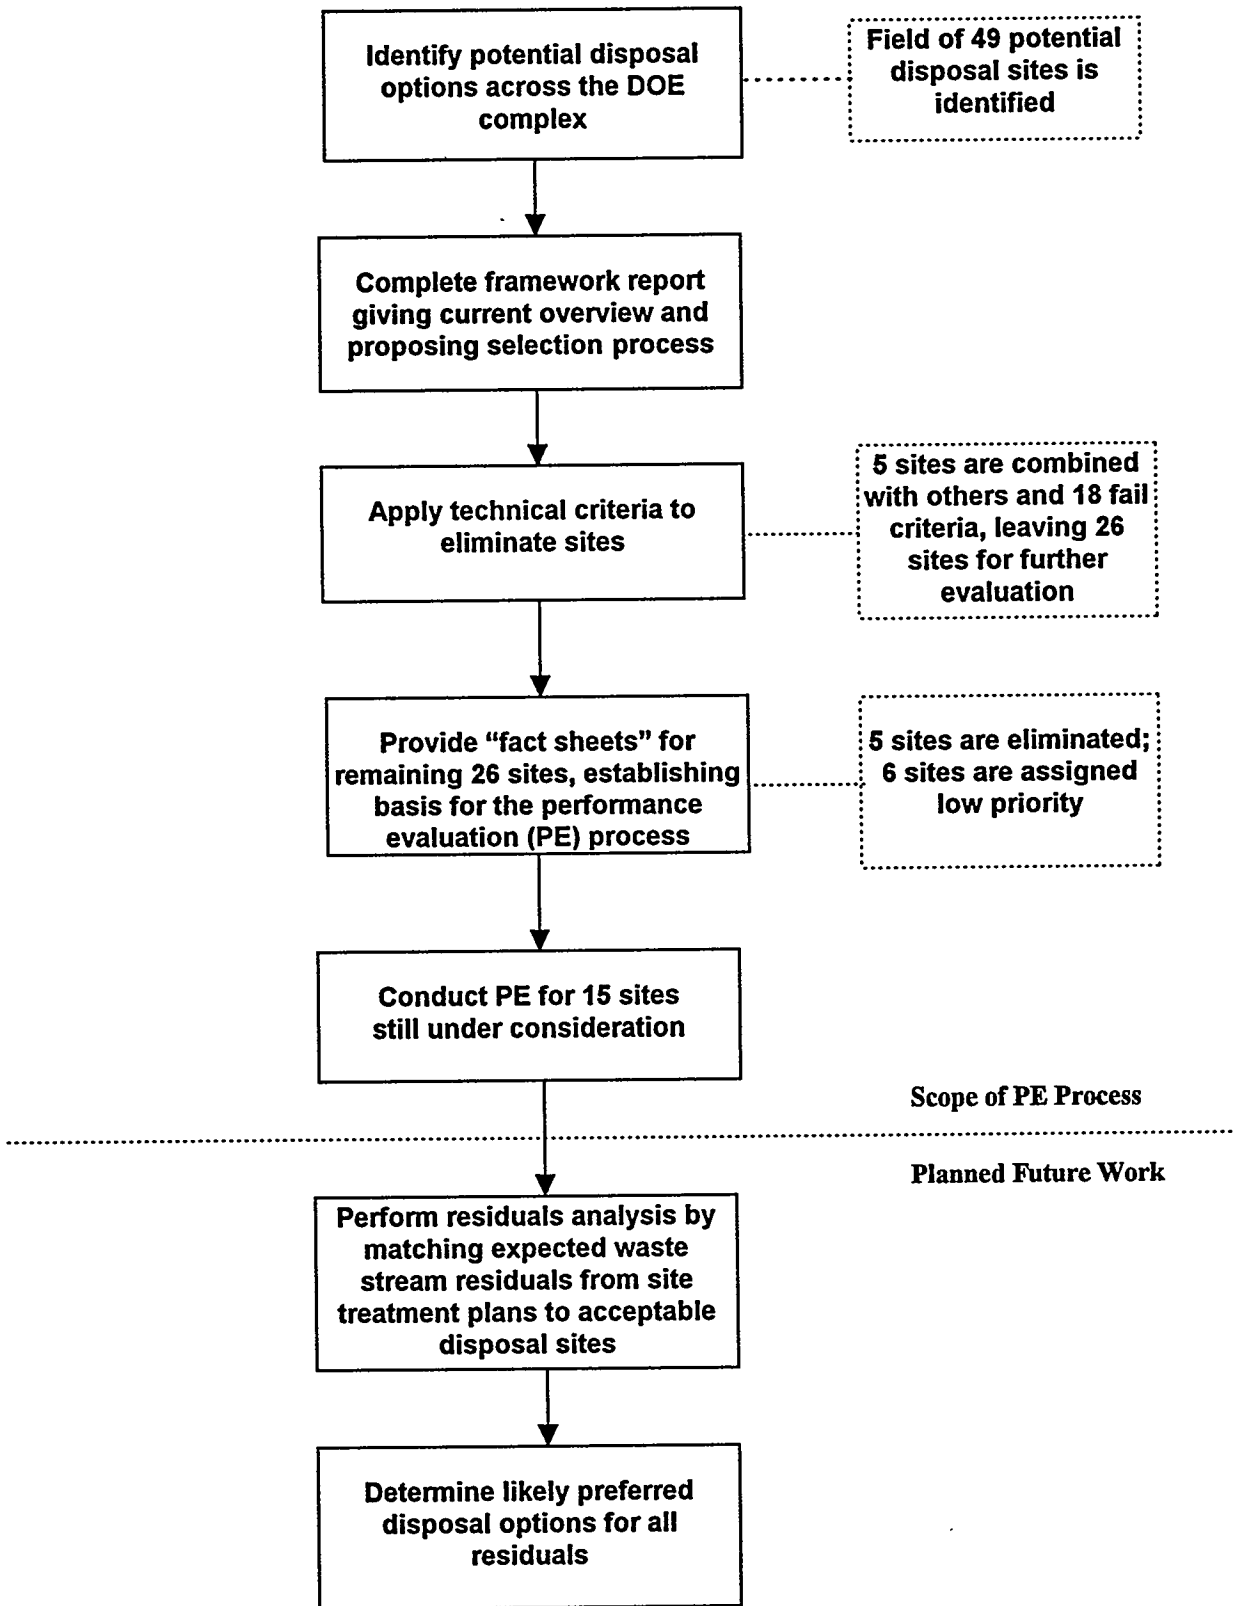 Identify potential disposal
options across the DOE
complex
Field of 49 potential
disposal sites is
identified
Complete framework report
giving current overview and
proposing selection process
Apply technical criteria to
eliminate sites
5 sites are combined
with others and 18 fail
criteria, leaving 26
sites for further
evaluation
Provide “fact sheets” for
remaining 26 sites, establishing
basis for the performance
evaluation (PE) process
5 sites are eliminated;
6 sites are assigned
low priority
Conduct PE for 15 sites
still under consideration
Scope of PE Process
Planned Future Work
Perform residuals analysis by
matching expected waste
stream residuals from site
treatment plans to acceptable
disposal sites
Determine likely preferred
disposal options for all
residuals